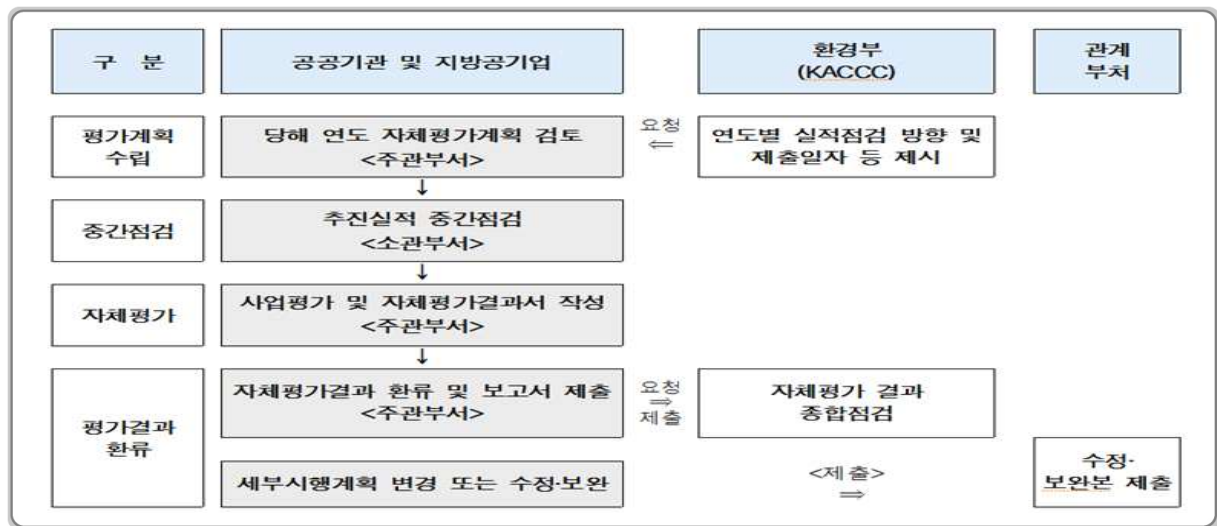 구 분
공공기관 및 지방공기업
환경부
(KACCC)
관계
부처
평가계획
수립
당해 연도 자체평가계획 검토
<주관부서>
요청
⇐
연도별 실적점검 방향 및
제출일자 등 제시
↓
중간점검
추진실적 중간점검
<소관부서>
↓
자체평가
사업평가 및 자체평가결과서 작성
<주관부서>
↓
평가결과
환류
자체평가결과 환류 및 보고서 제출
<주관부서>
요청
⇒
제출
자체평가 결과
종합점검
세부시행계획 변경 또는 수정·보완
<제출>
⇒
수정·
보완본 제출